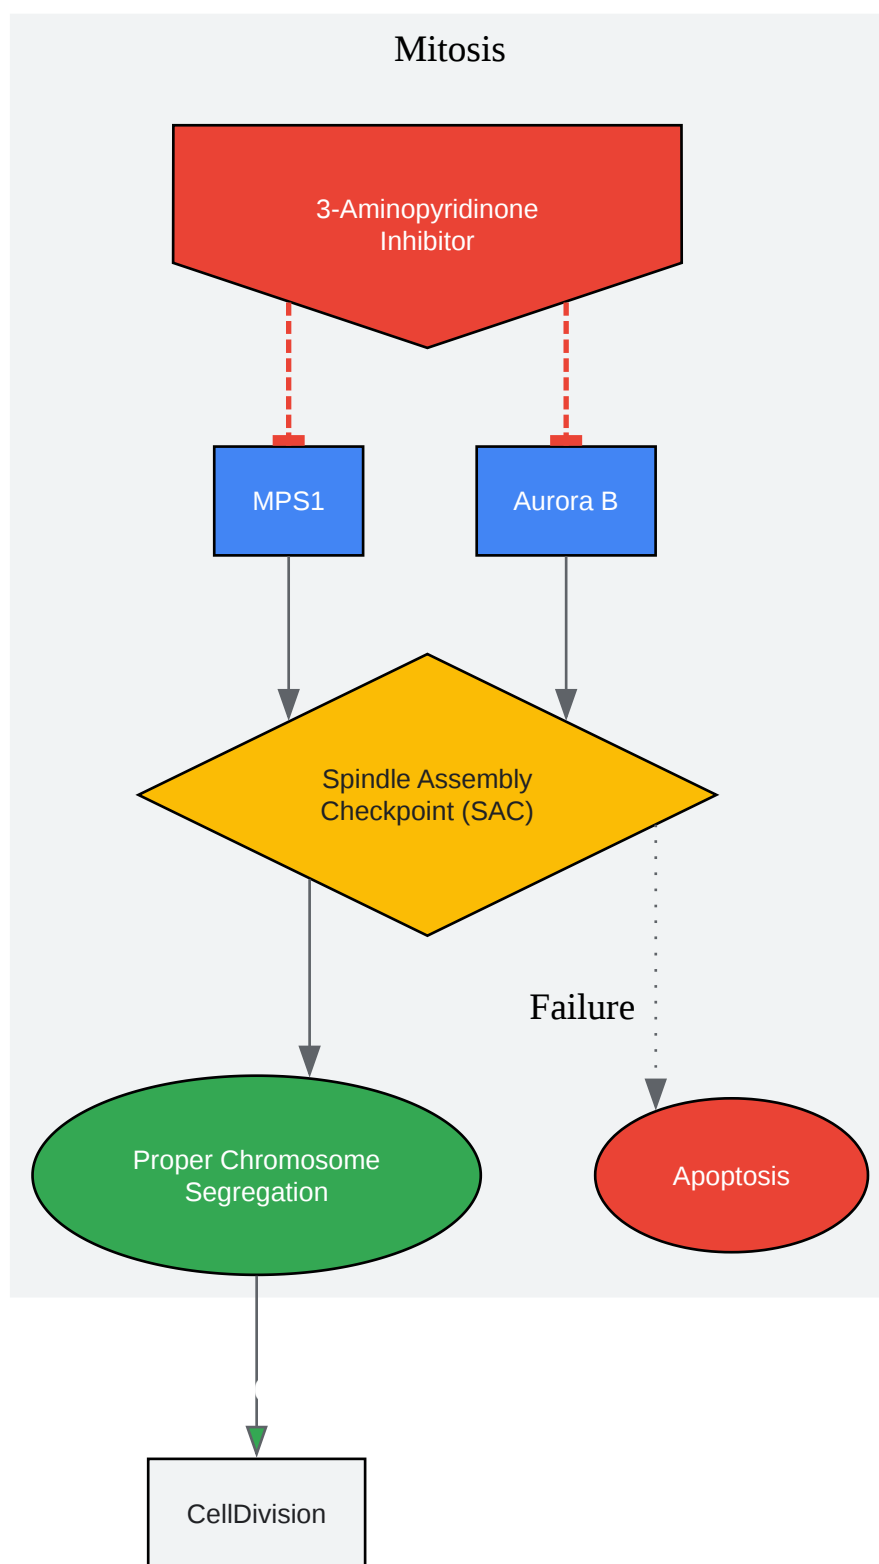 Mitosis
3-Aminopyridinone
Inhibitor
MPS1
Aurora B
Spindle Assembly
Checkpoint (SAC)
Failure
Proper Chromosome
Segregation
Apoptosis
CellDivision